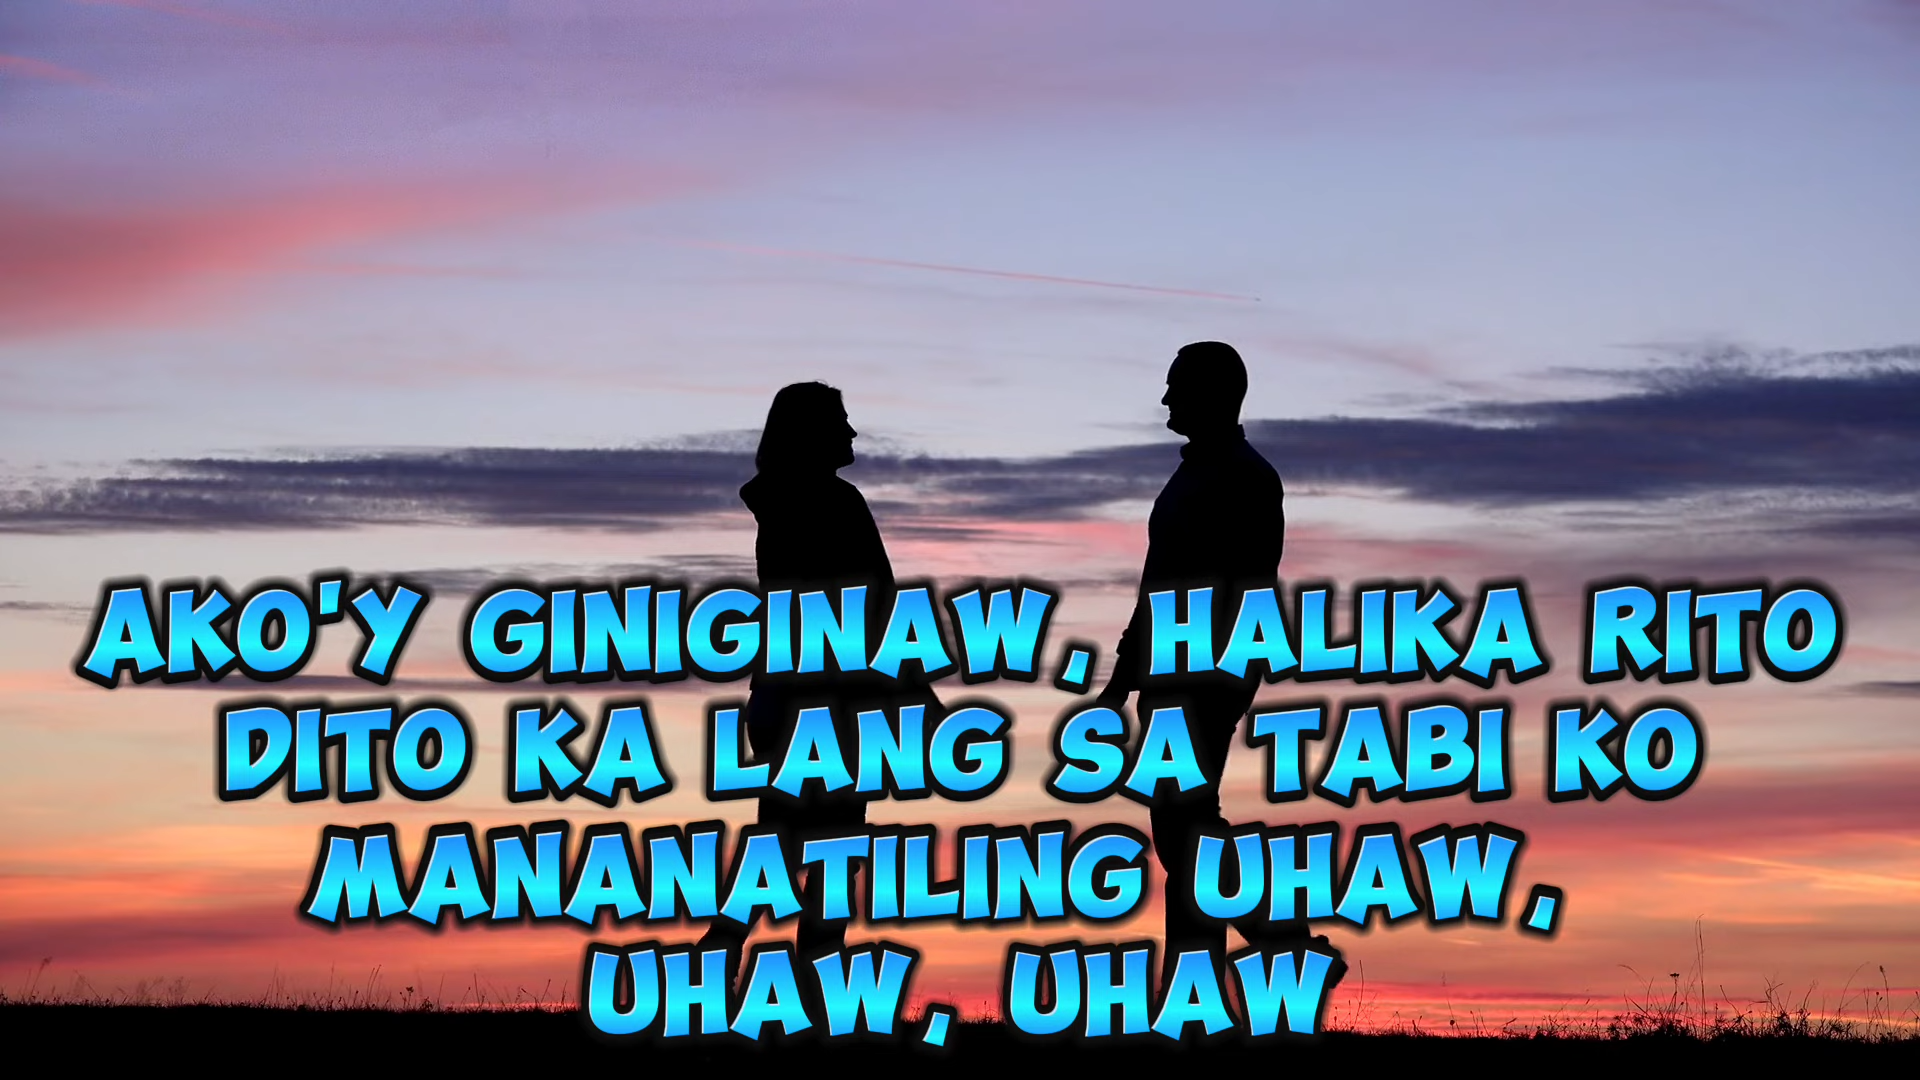 AKO'Y GINIGINAW, HALIKA RITO
DITO KA LANG SA TABI KO
MANANATILING UHAW,
UHAW, UHAW